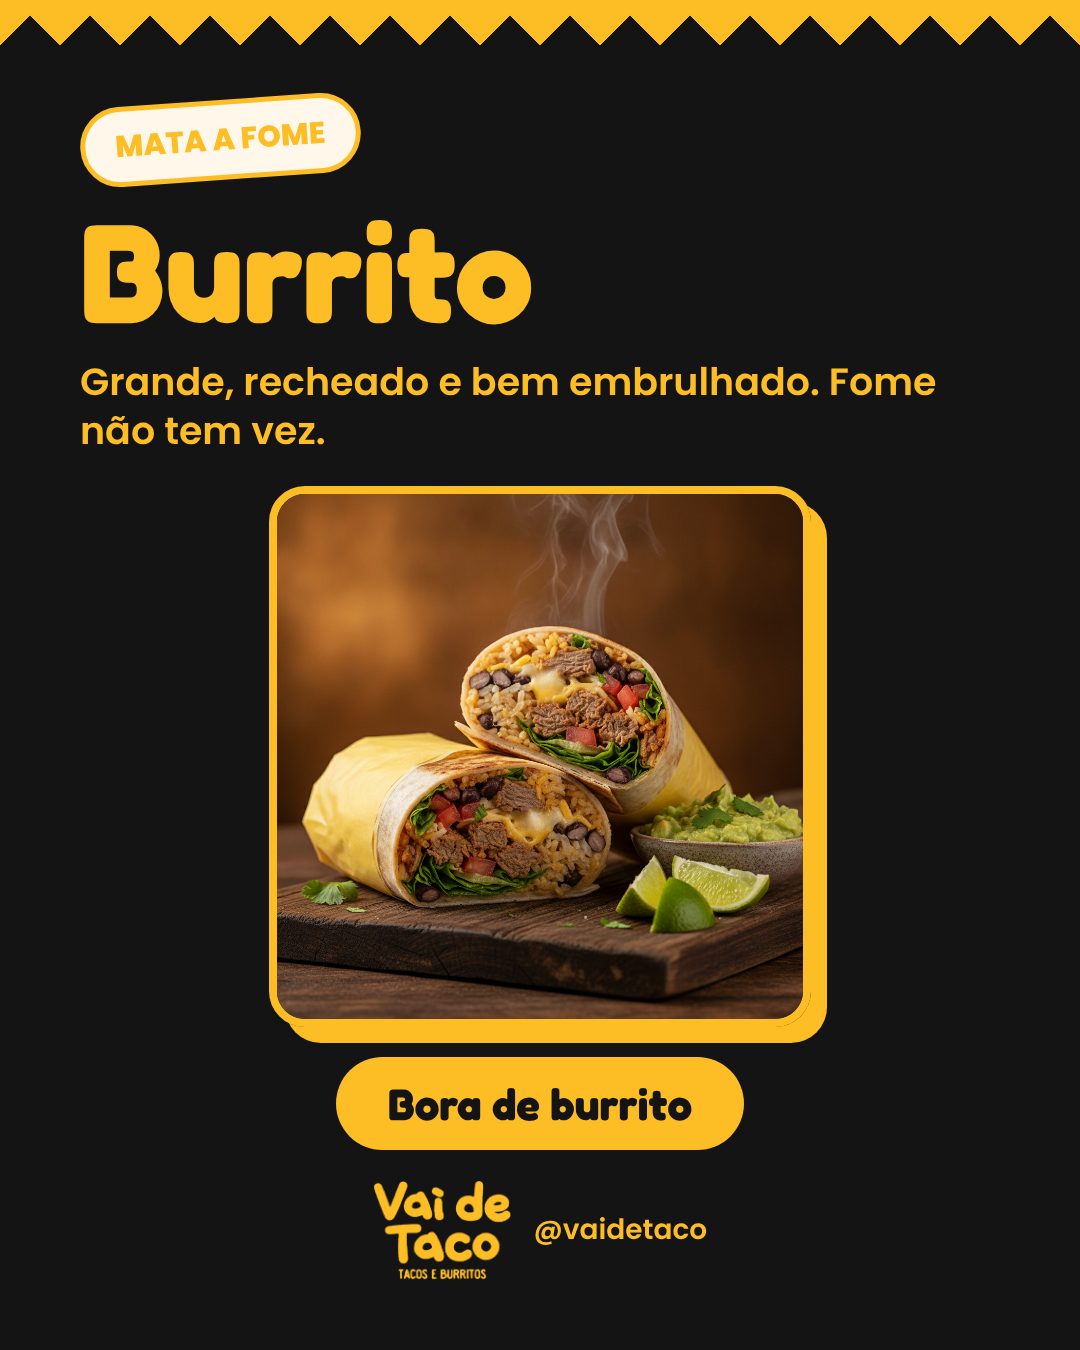 MATA A FOME
Burrito
Grande, recheado e bem embrulhado. Fome
não tem vez.
Bora de burrito
Vai de
Taco
TACOS E BURRITOS
@vaidetaco